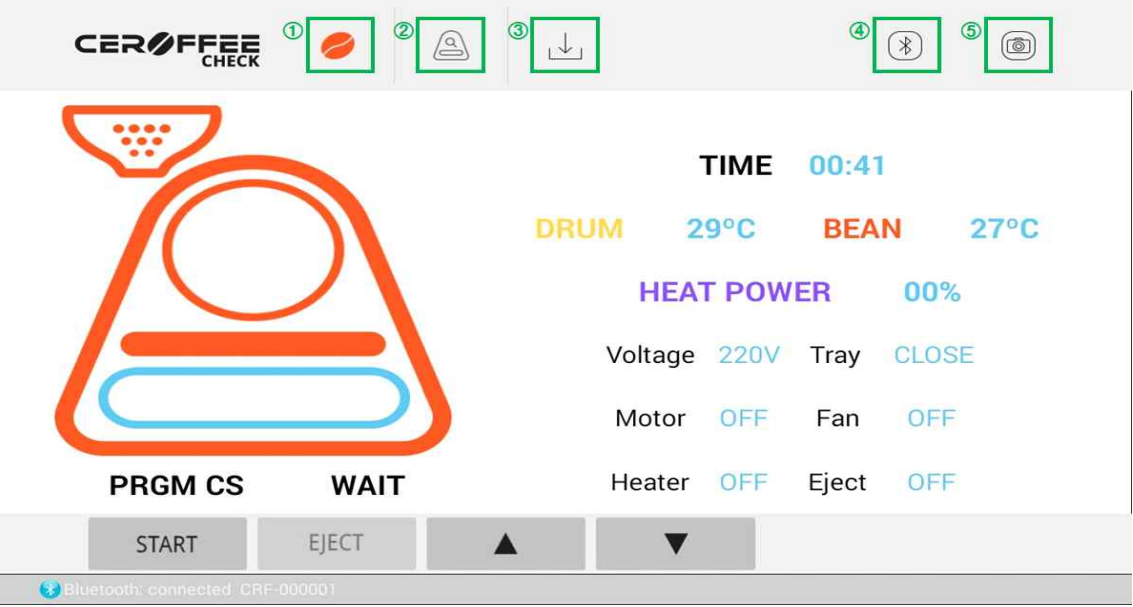 CEROFFEE
CHECK
① ② ③ ④ ⑤
TIME 00:41
DRUM 29°C BEAN 27°C
HEAT POWER 00%
Voltage 220V Tray CLOSE
Motor OFF Fan OFF
Heater OFF Eject OFF
PRGM CS WAIT
START EJECT ▲ ▼
Bluetooth: connected CRF-000001